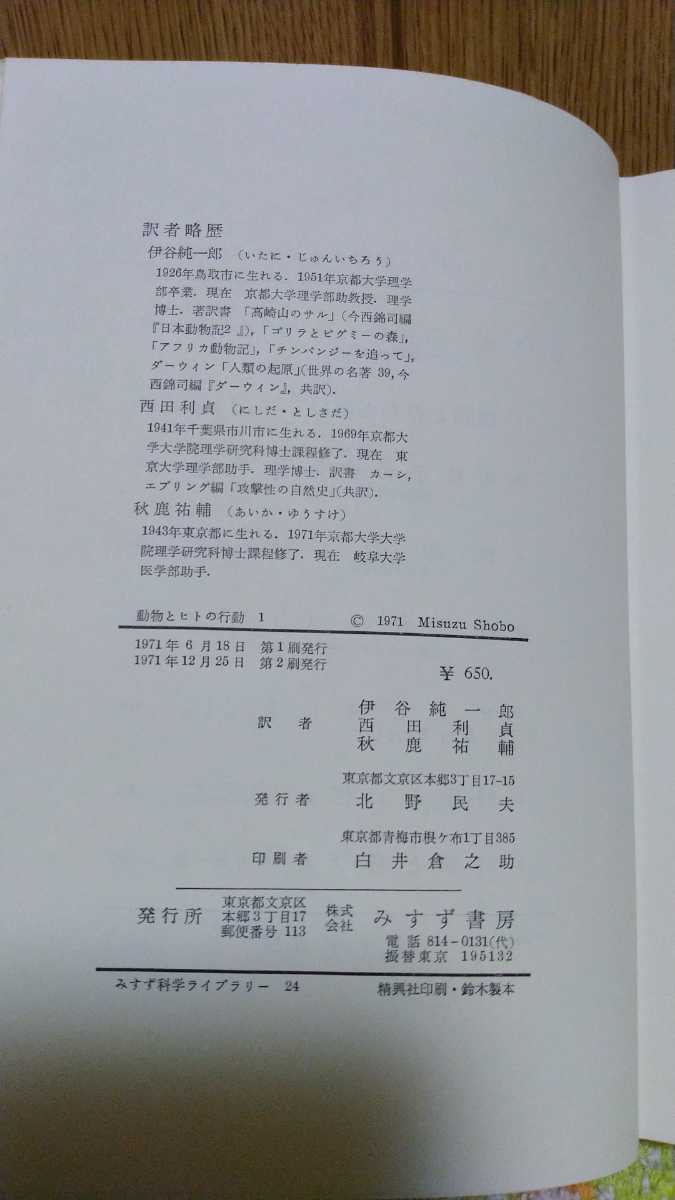 訳者略歴
伊谷純一郎 (いたに・じゅんいちろう)
1926年鳥取市に生れる. 1951年京都大学理学
部卒業. 現在 京都大学理学部助教授. 理学
博士. 著訳書 「高崎山のサル」(今西錦司編
『日本動物記2』),「ゴリラとピグミーの森」,
「アフリカ動物記」,「チンパンジーを追って」,
ダーウィン「人類の起原」(世界の名著 39, 今
西錦司編『ダーウィン』, 共訳).
西田利貞 (にしだ・としさだ)
1941年千葉県市川市に生れる. 1969年京都大
学大学院理学研究科博士課程修了. 現在 東
京大学理学部助手. 理学博士. 訳書 カーシ,
エブリング編「攻撃性の自然史」(共訳).
秋鹿祐輔 (あいか・ゆうすけ)
1943年東京都に生れる. 1971年京都大学大学
院理学研究科博士課程修了. 現在 岐阜大学
医学部助手.
動物とヒトの行動 1 © 1971 Misuzu Shobo
1971年6月18日 第1刷発行
1971年12月25日 第2刷発行
¥ 650.
訳者 伊谷純一郎
西田利貞
秋鹿祐輔
東京都文京区本郷3丁目17-15
発行者 北野民夫
東京都青梅市根ケ布1丁目385
印刷者 白井倉之助
発行所 東京都文京区本郷3丁目17 郵便番号 113 株式会社 みすず書房
電話 814-0131(代)
振替東京 195132
みすず科学ライブラリー 24 精興社印刷・鈴木製本